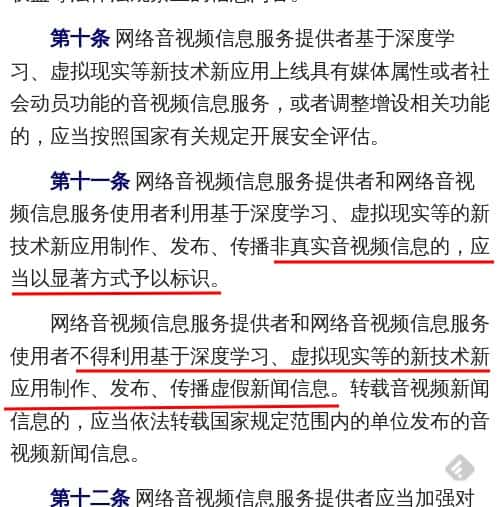 第十条 网络音视频信息服务提供者基于深度学
习、虚拟现实等新技术新应用上线具有媒体属性或者社
会动员功能的音视频信息服务，或者调整增设相关功能
的，应当按照国家有关规定开展安全评估。
第十一条 网络音视频信息服务提供者和网络音视
频信息服务使用者利用基于深度学习、虚拟现实等的新
技术新应用制作、发布、传播非真实音视频信息的，应
当以显著方式予以标识。
网络音视频信息服务提供者和网络音视频信息服务
使用者不得利用基于深度学习、虚拟现实等的新技术新
应用制作、发布、传播虚假新闻信息。转载音视频新闻
信息的，应当依法转载国家规定范围内的单位发布的音
视频新闻信息。
第十二条 网络音视频信息服务提供者应当加强对